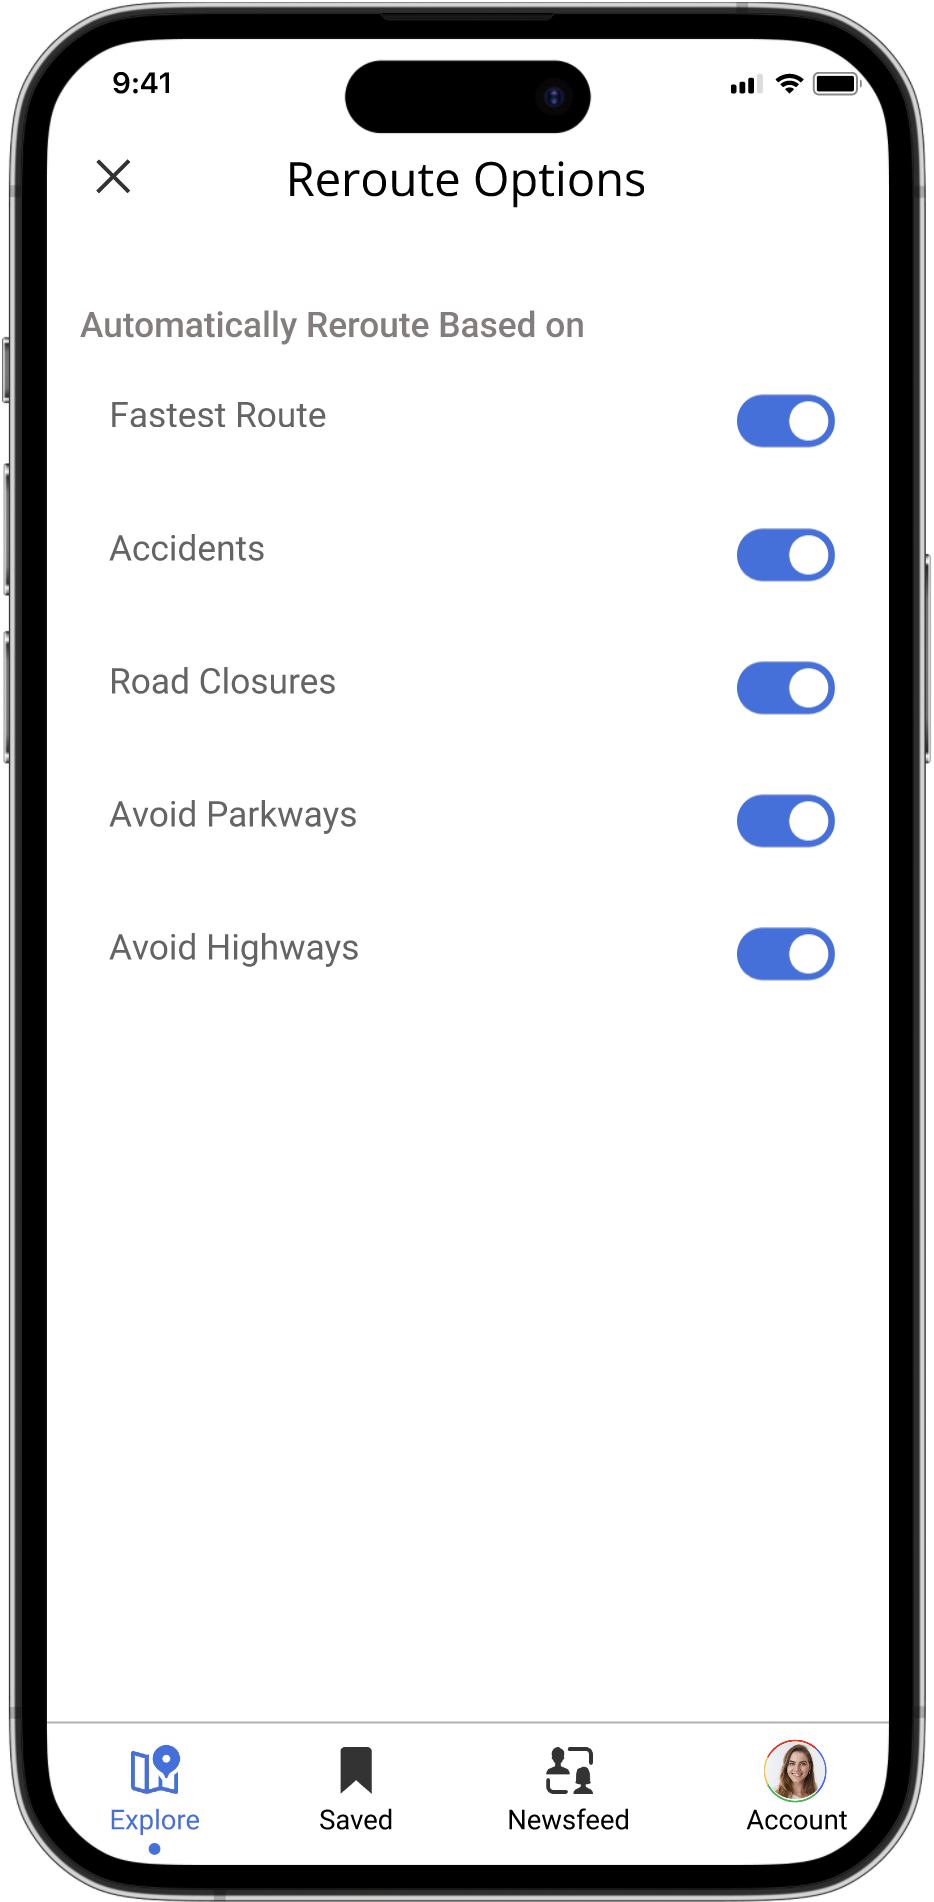 9:41
Reroute Options
Automatically Reroute Based on
Fastest Route
Accidents
Road Closures
Avoid Parkways
Avoid Highways
Explore
Saved
Newsfeed
Account